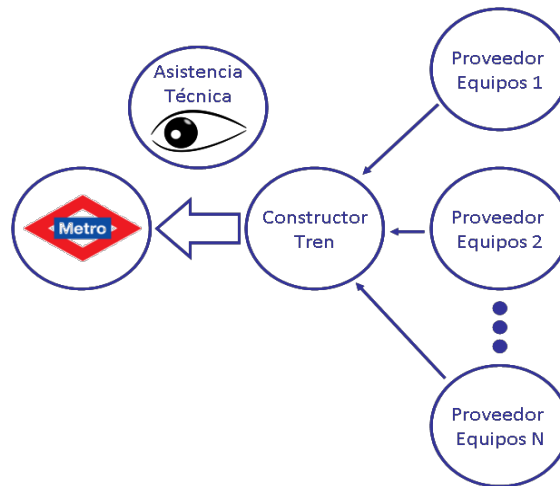 Proveedor
Equipos 1
Asistencia
Técnica
Metro
Constructor
Tren
Proveedor
Equipos 2
Proveedor
Equipos N